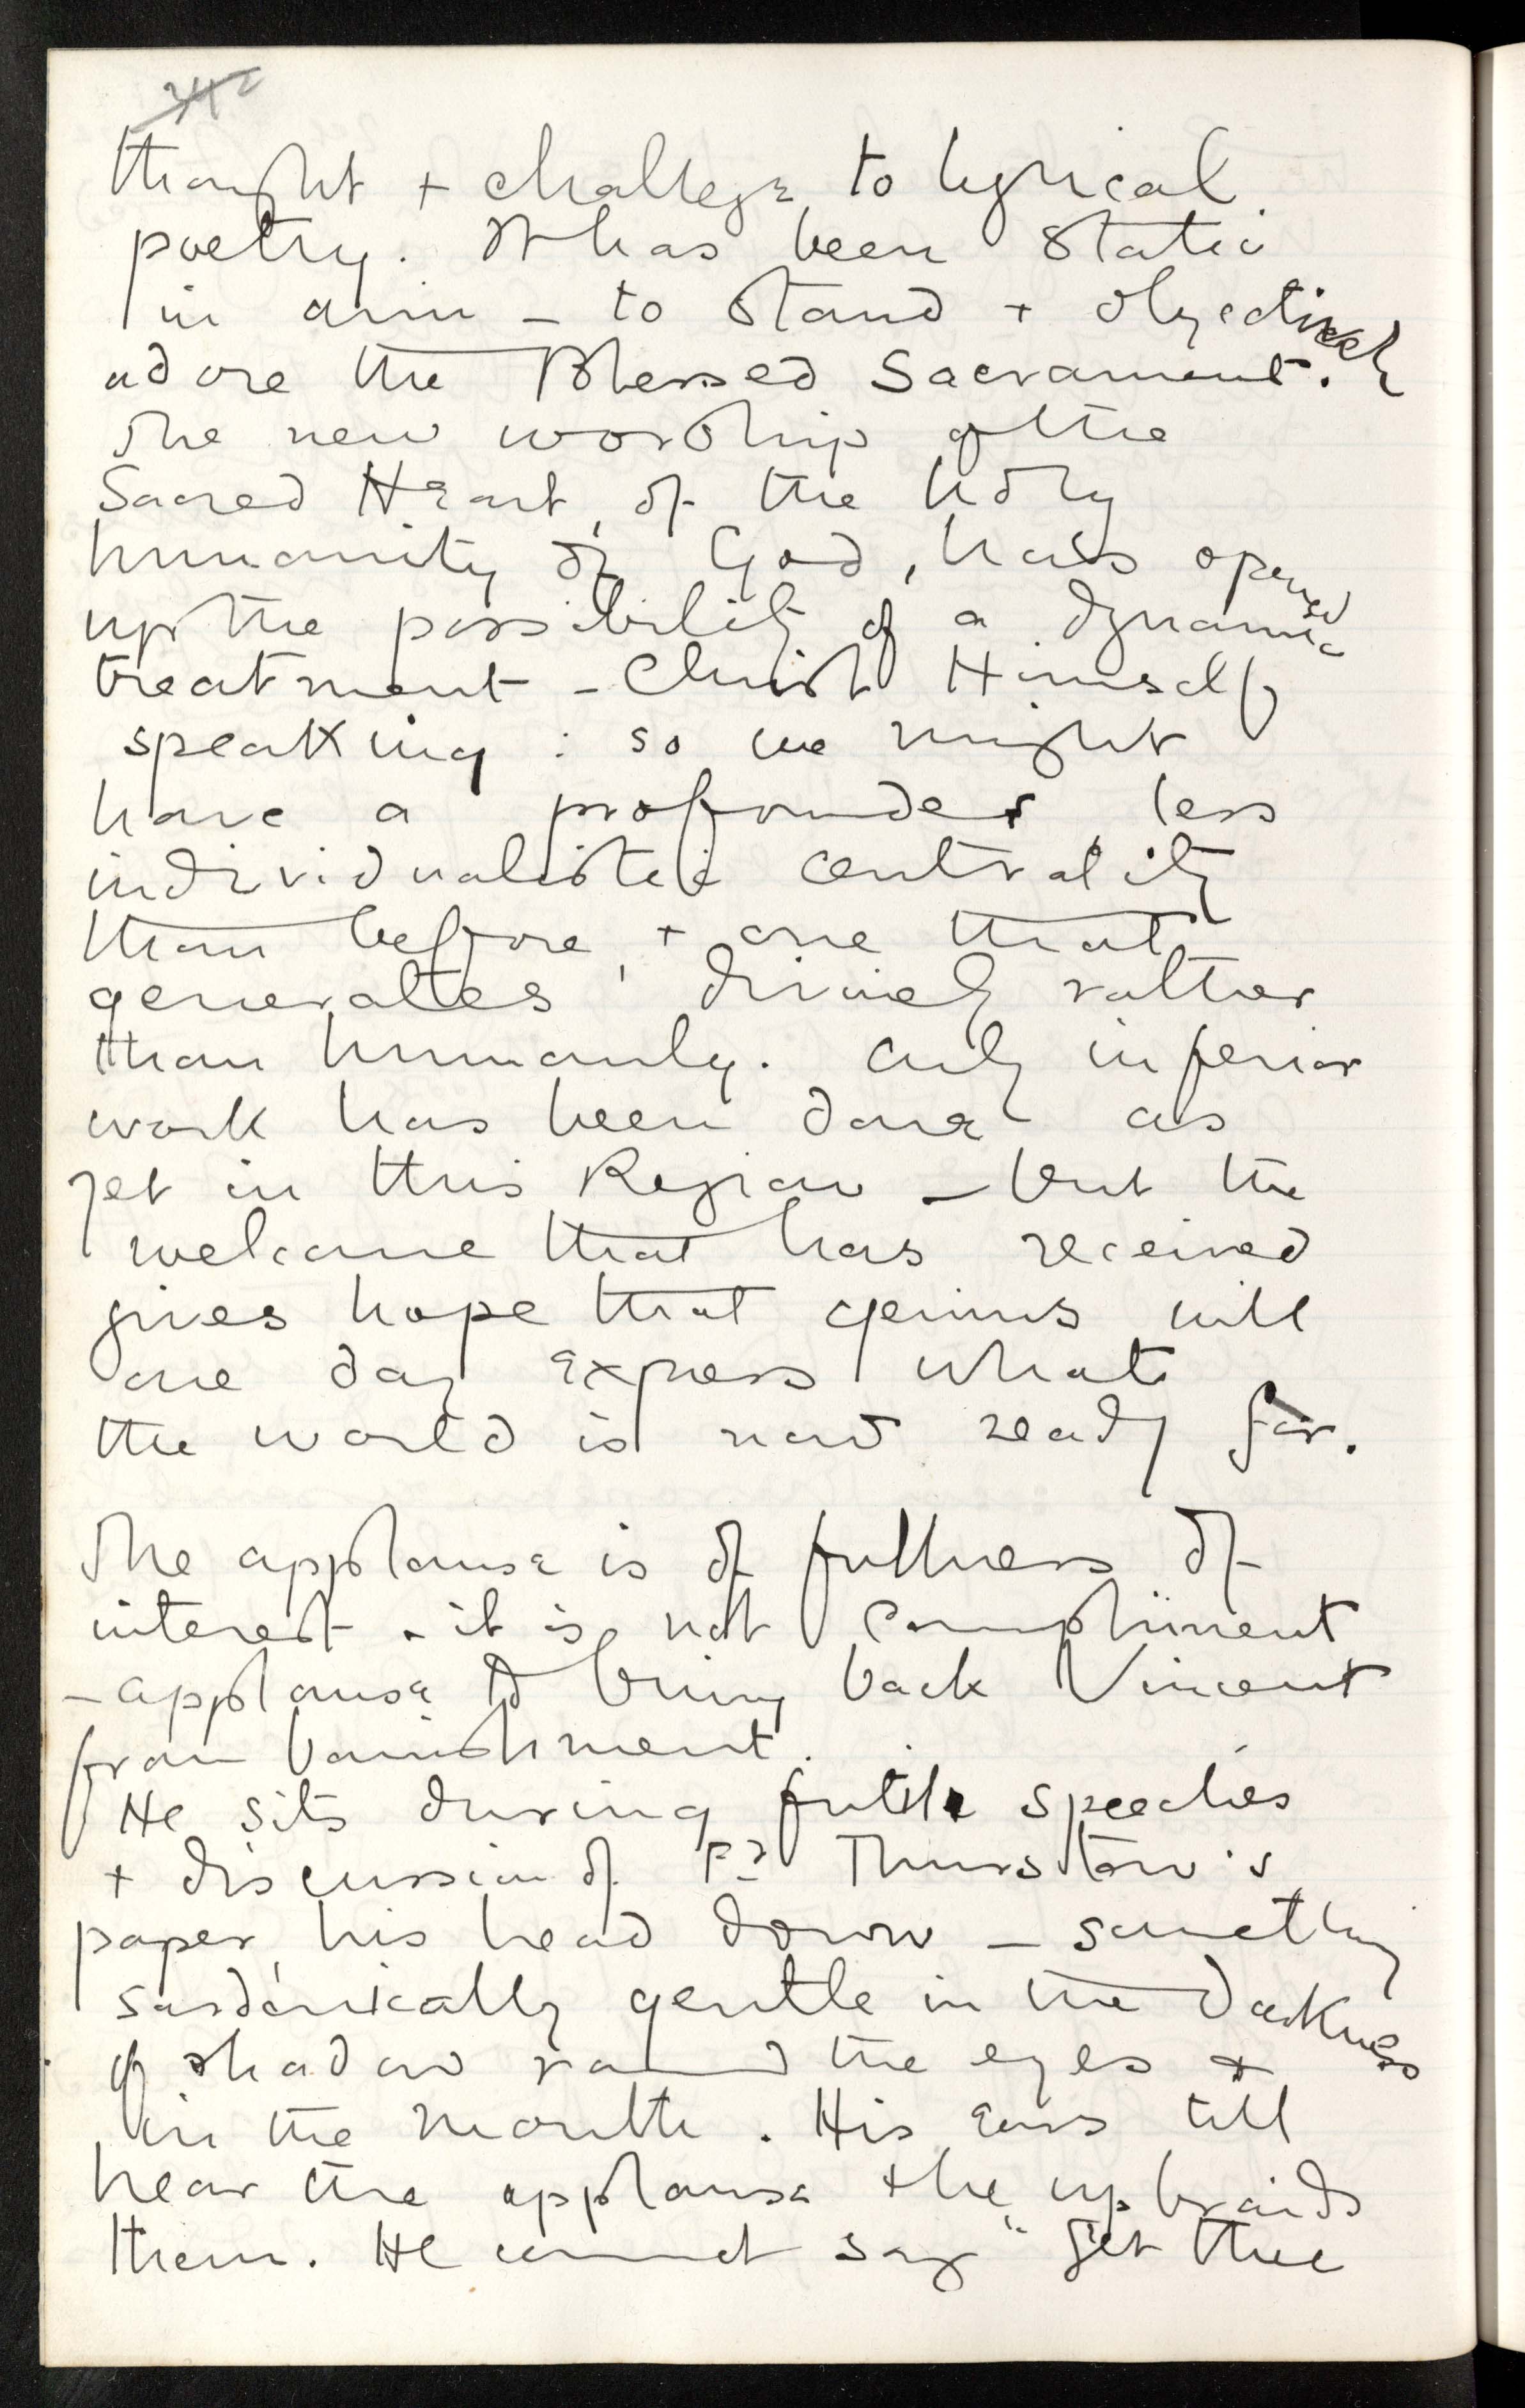 thought + challenge to lyrical
poetry. It has been static
in aim – to stand + objectively
adore the Blessed Sacrament.
The new worship of the
Sacred Heart, of the holy
humanity of God, has opened
up the possibility of a dynamic
treatment – Christ Himself
speaking : so we might
have a profounder less
individualistic centrality
than before, + one that
generates divinely rather
than humanly. Only inferior
work has been done as
yet in this Region – but the
welcome that has received
gives hope that genius will
one day express what
the world is now ready for.
The applause is of fullness of
interest – it is not compliment
– applause to bring back Vincent
from banishment.
He sits during futile speeches
+ discussion of Fr Thurston's
paper, his head down – something
sardonically gentle in the darkness
of shadow round the eyes +
in the mouth. His ears till
hear the applause + he upbraids
them. He cannot say "Get thee